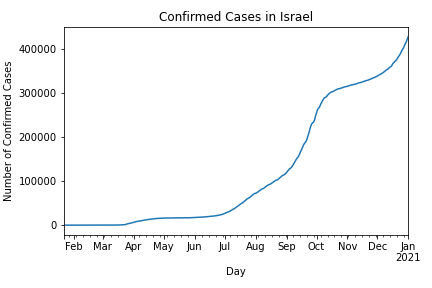 Confirmed Cases in Israel
Number of Confirmed Cases
400000
300000
200000
100000
0
Feb Mar Apr May Jun Jul Aug Sep Oct Nov Dec Jan
2021
Day